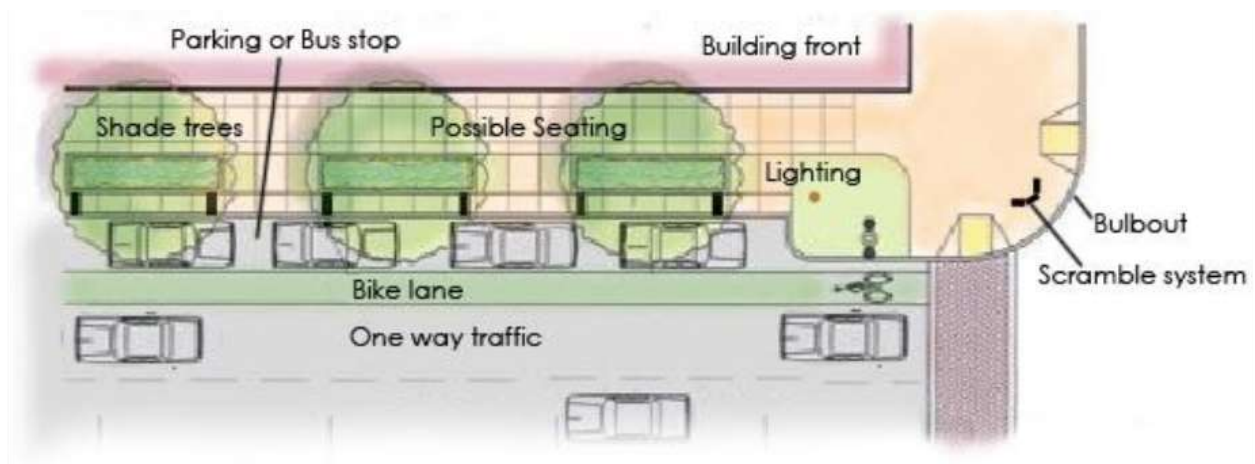 Parking or Bus stop
Building front
Shade trees
Possible Seating
Lighting
Bulbout
Scramble system
Bike lane
One way traffic